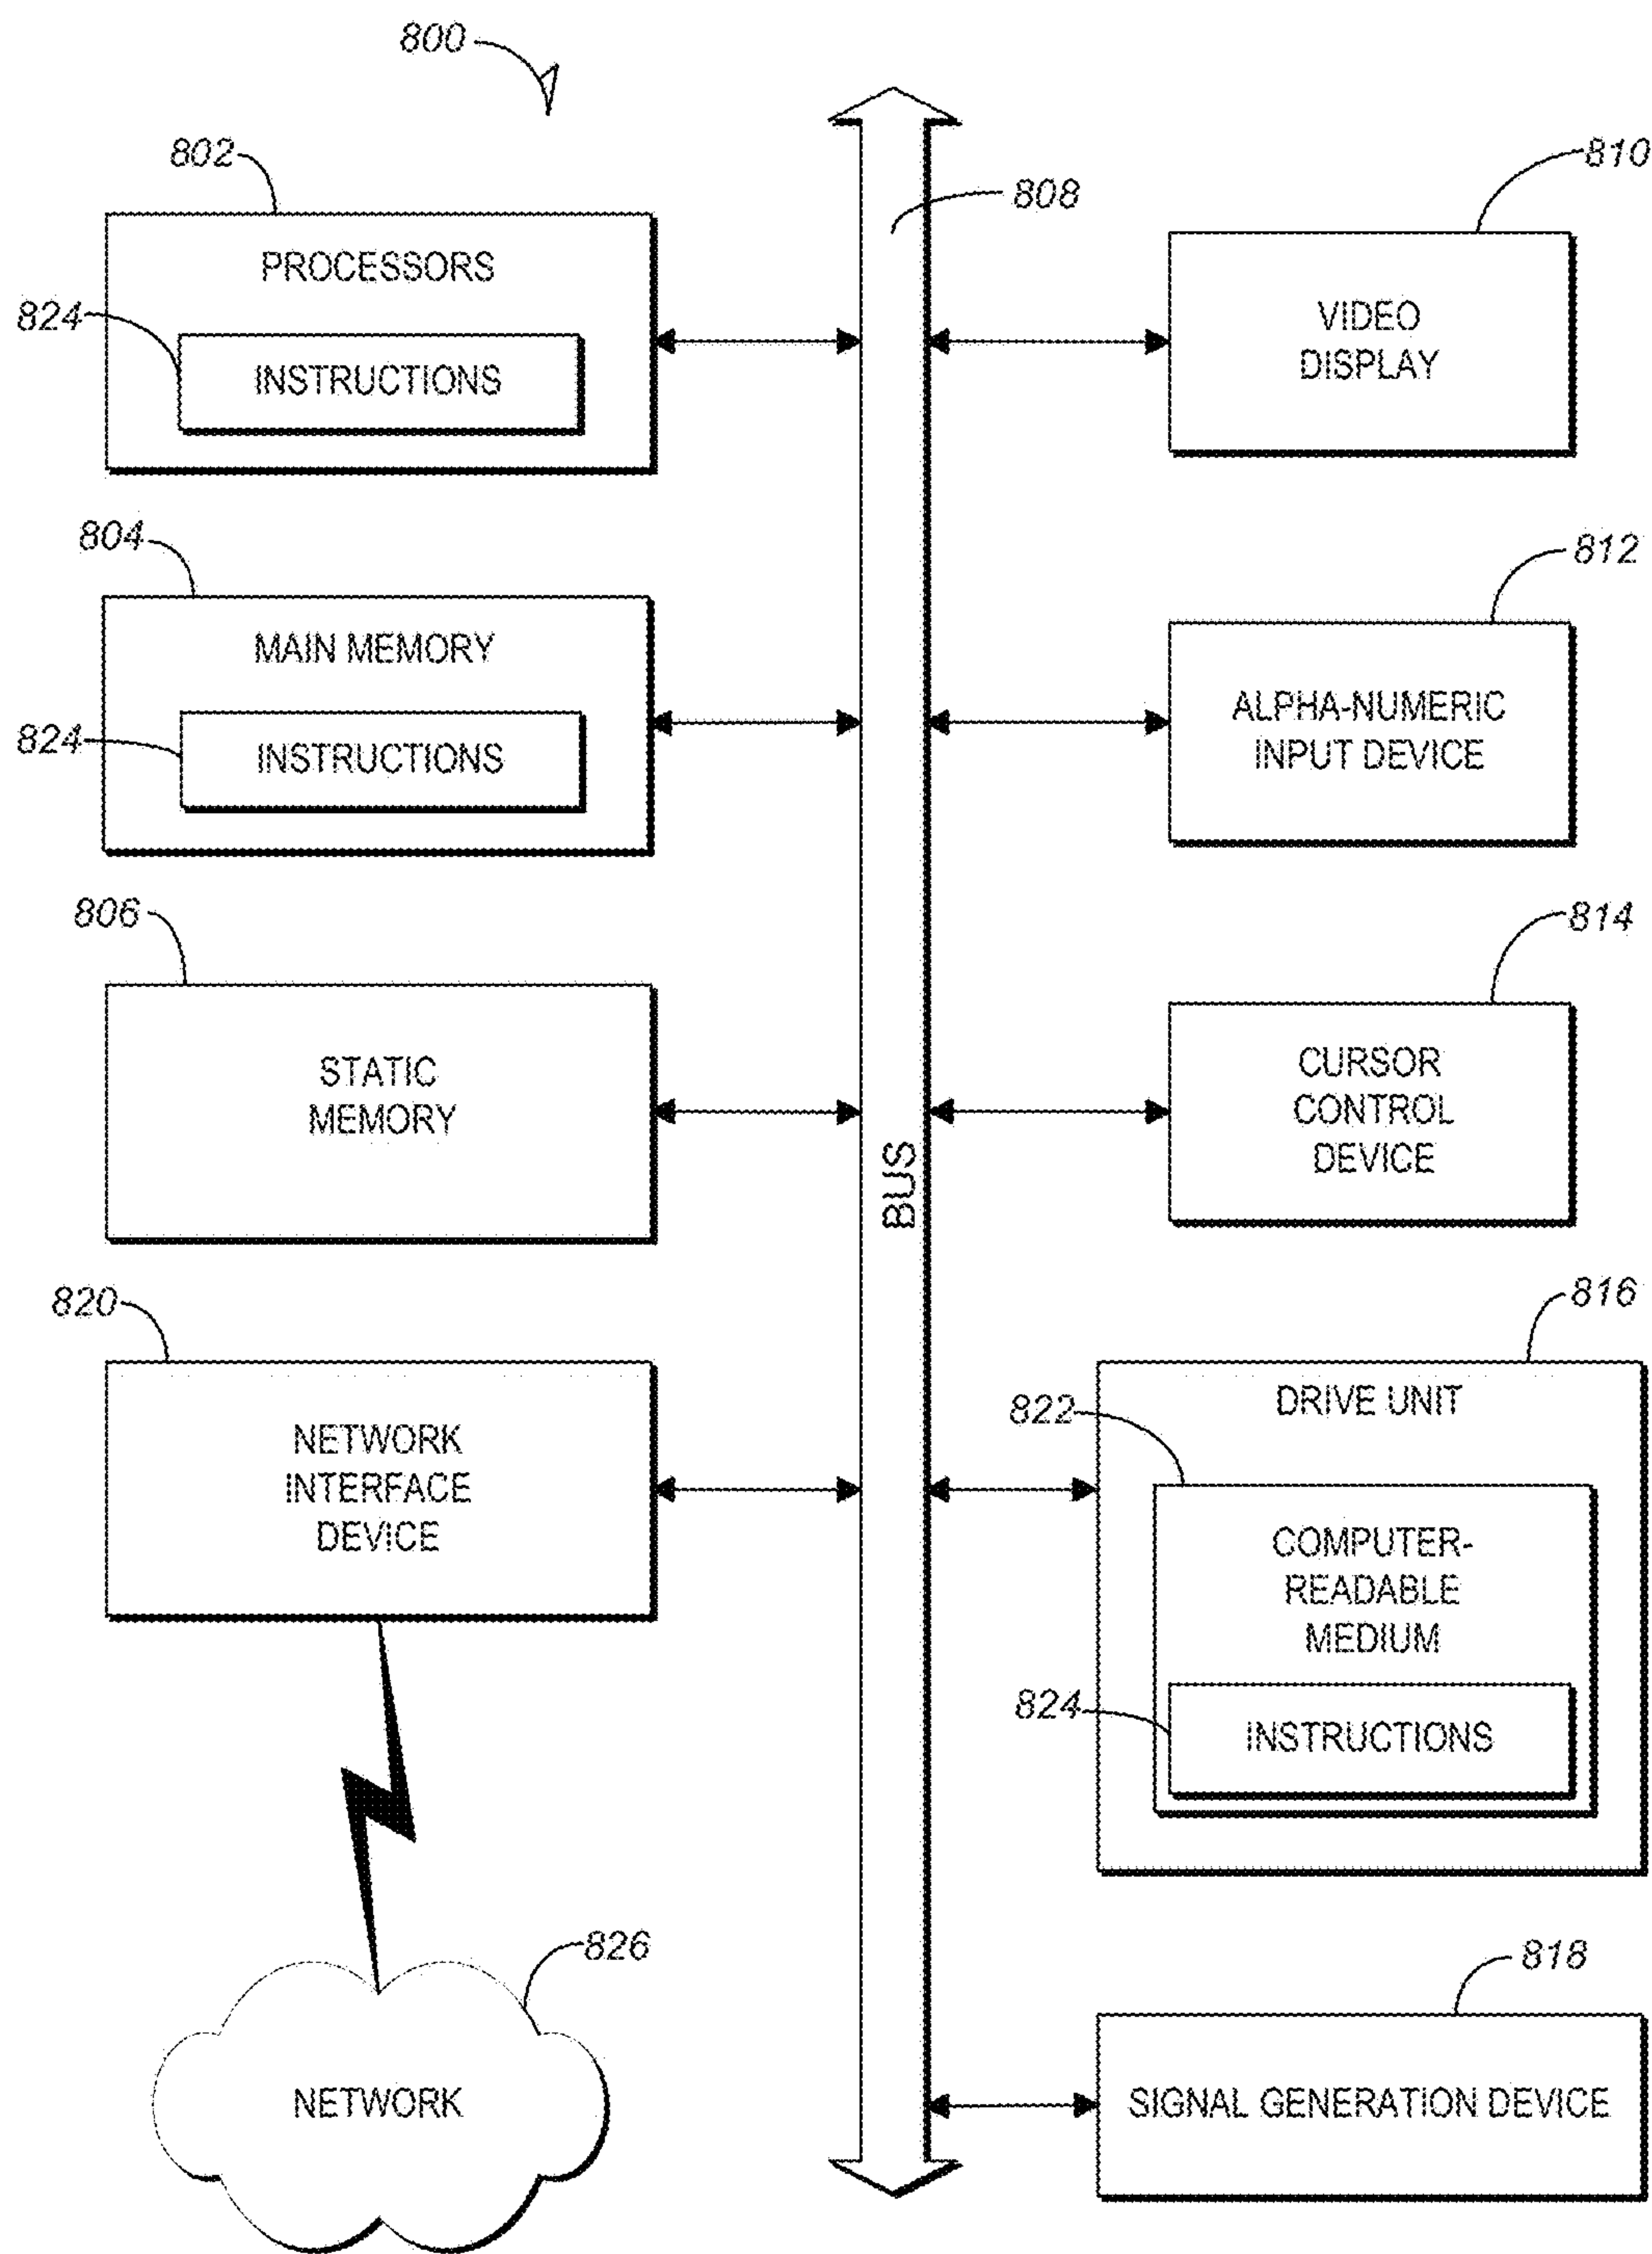 800
802
PROCESSORS
824
INSTRUCTIONS
804
MAIN MEMORY
824
INSTRUCTIONS
806
STATIC
MEMORY
820
NETWORK
INTERFACE
DEVICE
826
NETWORK
808
BUS
810
VIDEO
DISPLAY
812
ALPHA-NUMERIC
INPUT DEVICE
814
CURSOR
CONTROL
DEVICE
816
DRIVE UNIT
822
COMPUTER-
READABLE
MEDIUM
824
INSTRUCTIONS
818
SIGNAL GENERATION DEVICE